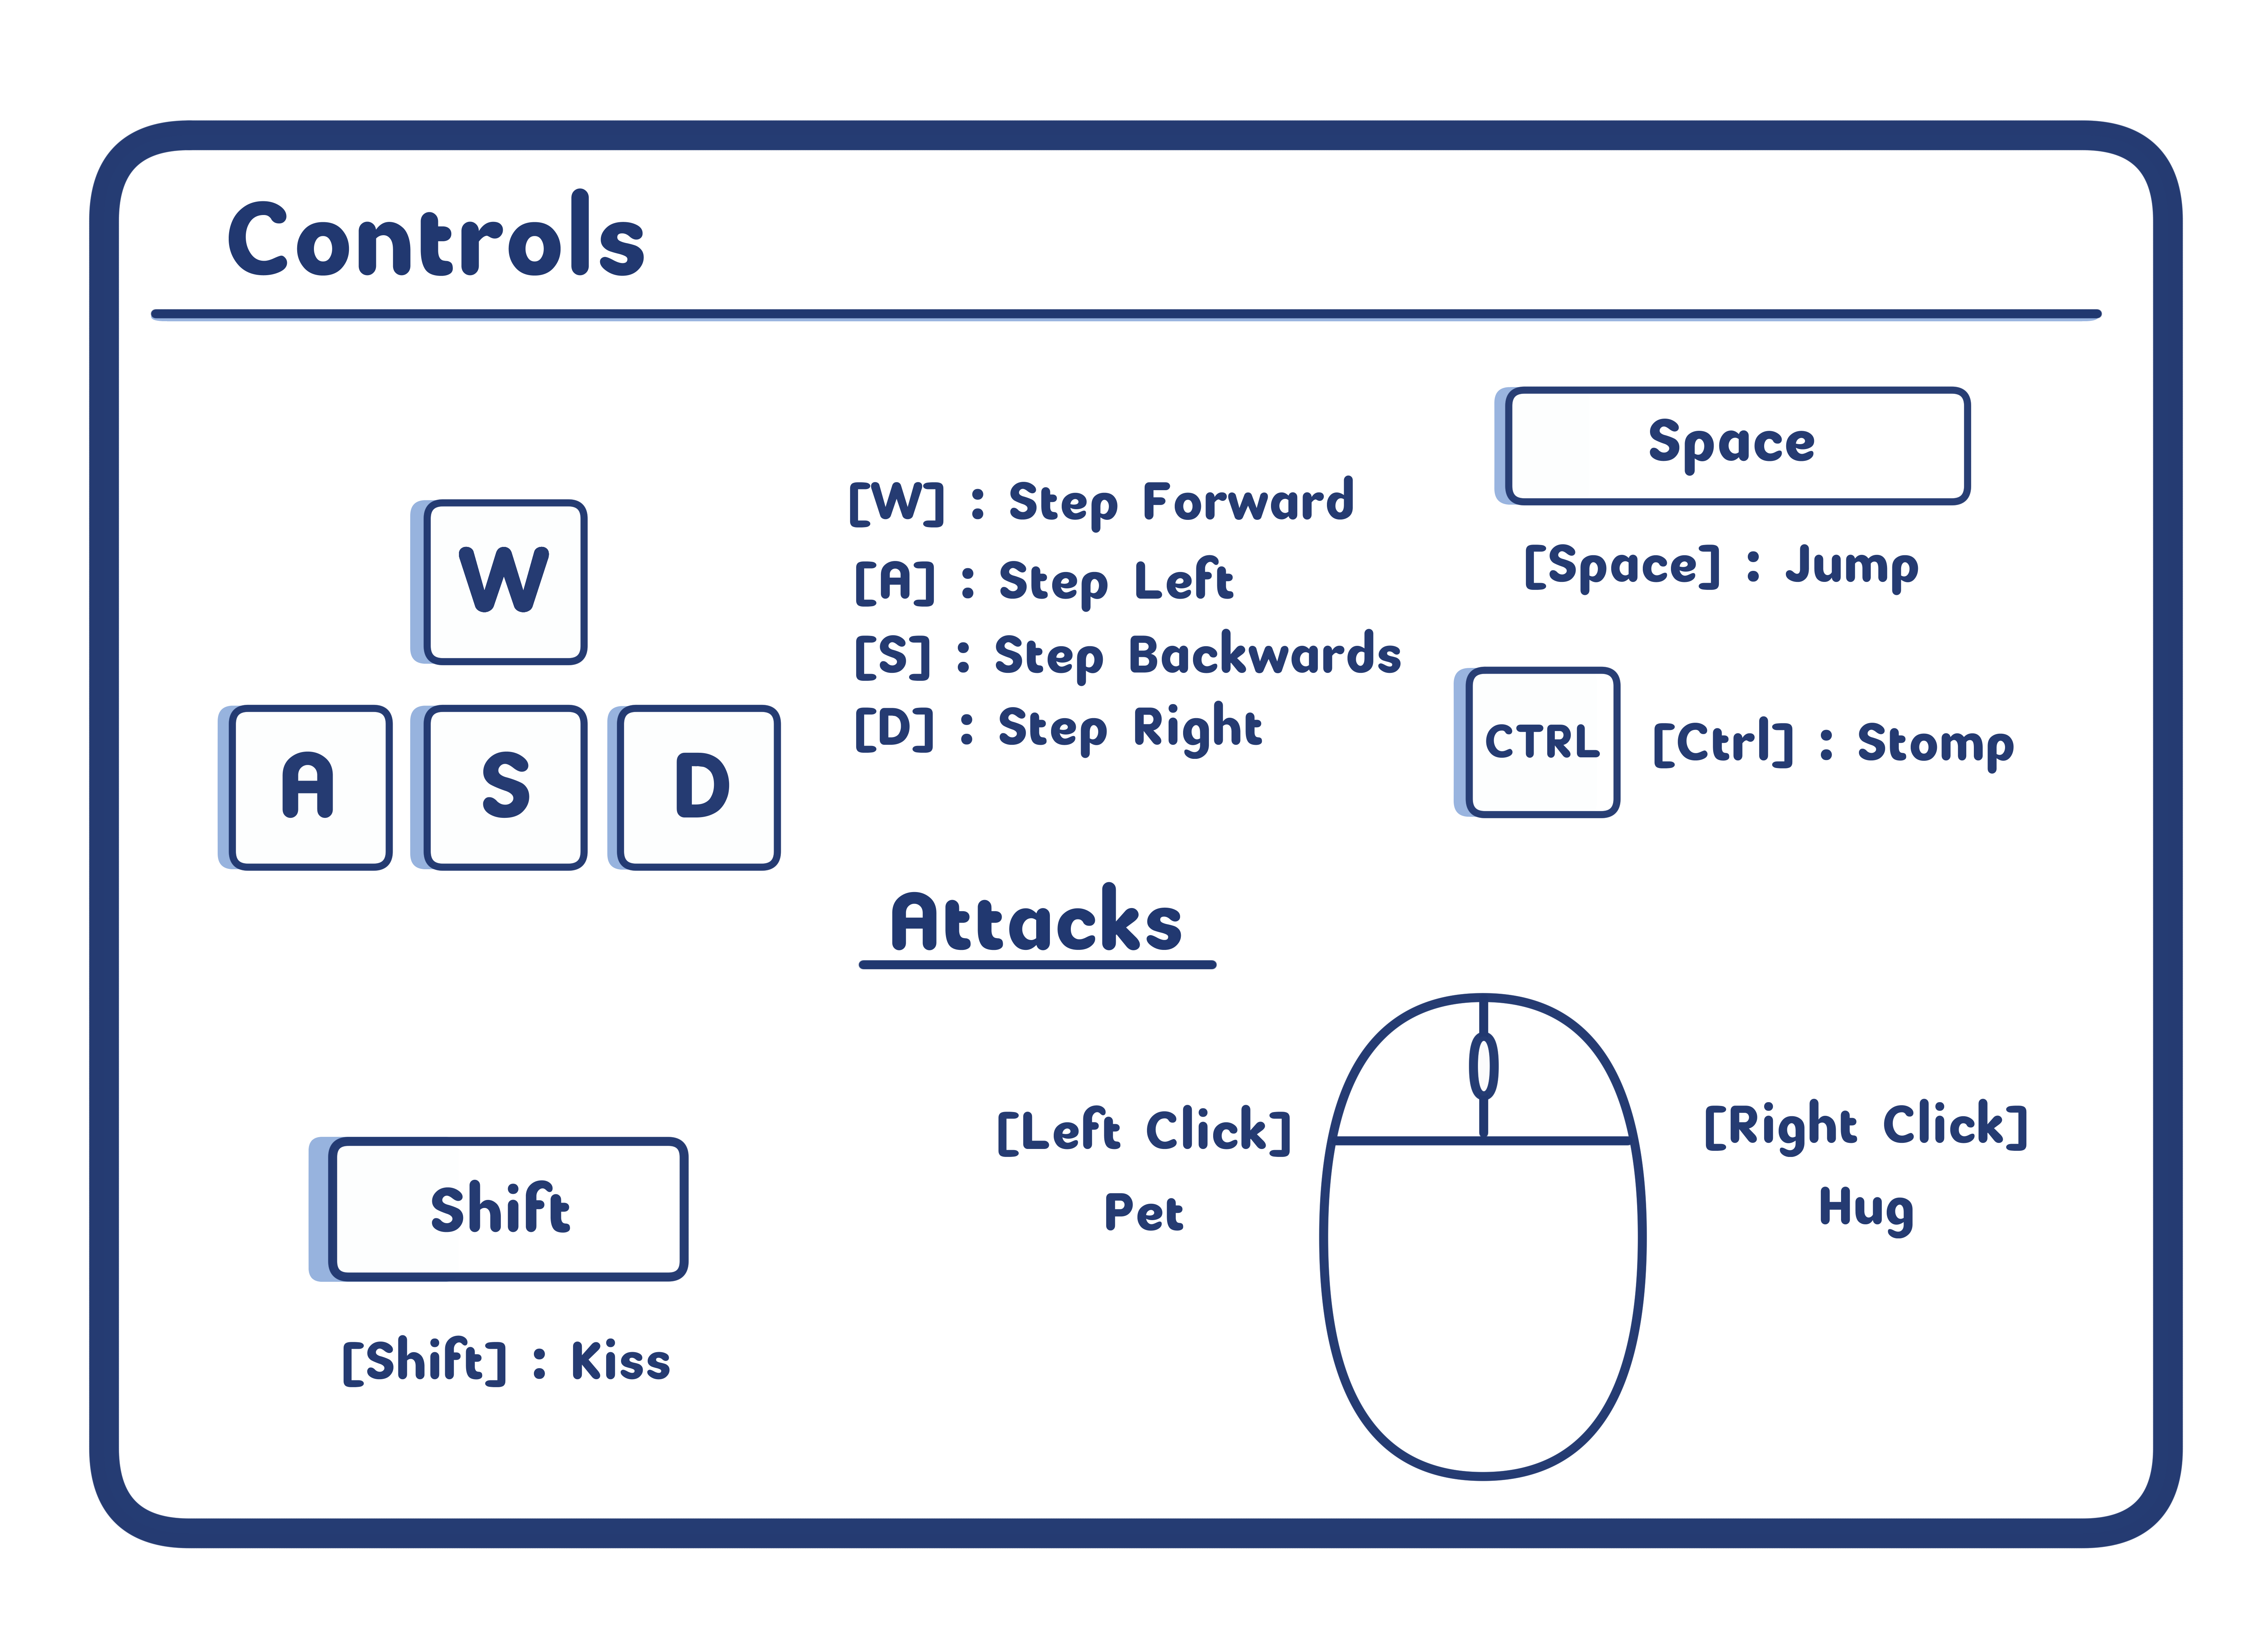 Controls
W
A S D
[W] : Step Forward
[A] : Step Left
[S] : Step Backwards
[D] : Step Right
Space
[Space] : Jump
CTRL
[Ctrl] : Stomp
Attacks
Shift
[Shift] : Kiss
[Left Click]
Pet
[Right Click]
Hug